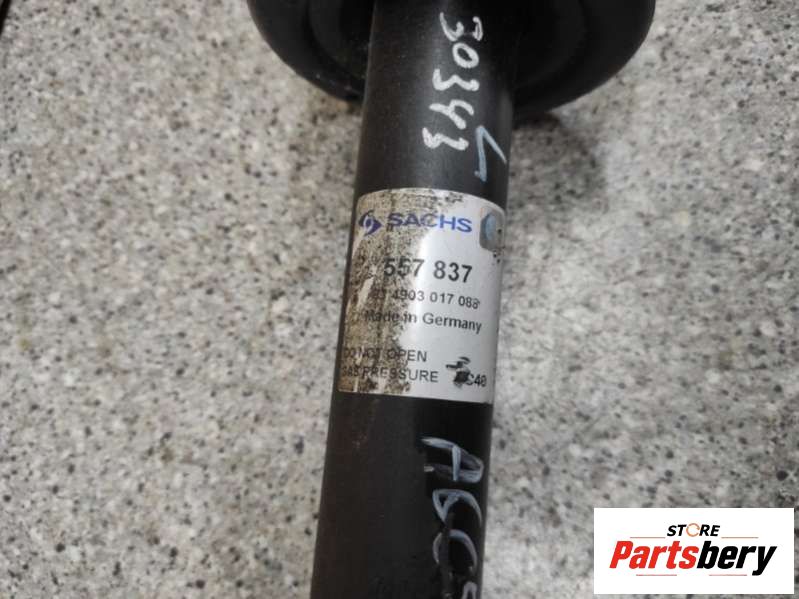 30343 L
SACHS
557 837
4903 017 088
Made in Germany
DO NOT OPEN
GAS PRESSURE
STORE
Partsbery